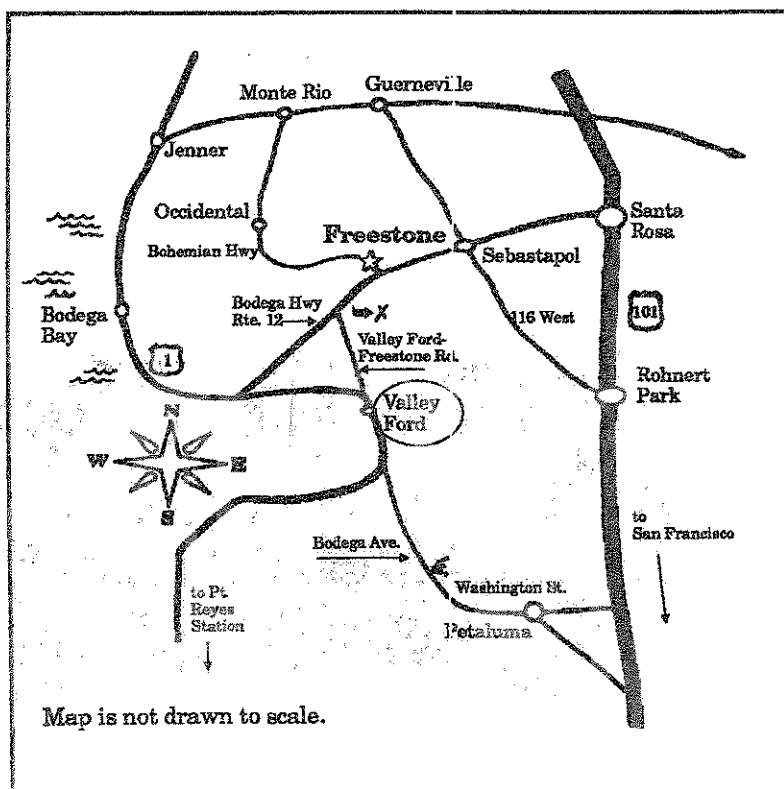 Guerneville
Monte Rio
Jenner
Occidental
Santa
Rosa
Freestone
Sebastapol
Bohemian Hwy
Bodega
Bay
Bodega Hwy
Rte. 12
X
116 West
101
Valley Ford-
Freestone Rd.
1
Rohnert
Park
Valley
Ford
N
W
E
S
to
San Francisco
Bodega Ave.
Washington St.
to Pt.
Reyes
Station
Petaluma
Map is not drawn to scale.